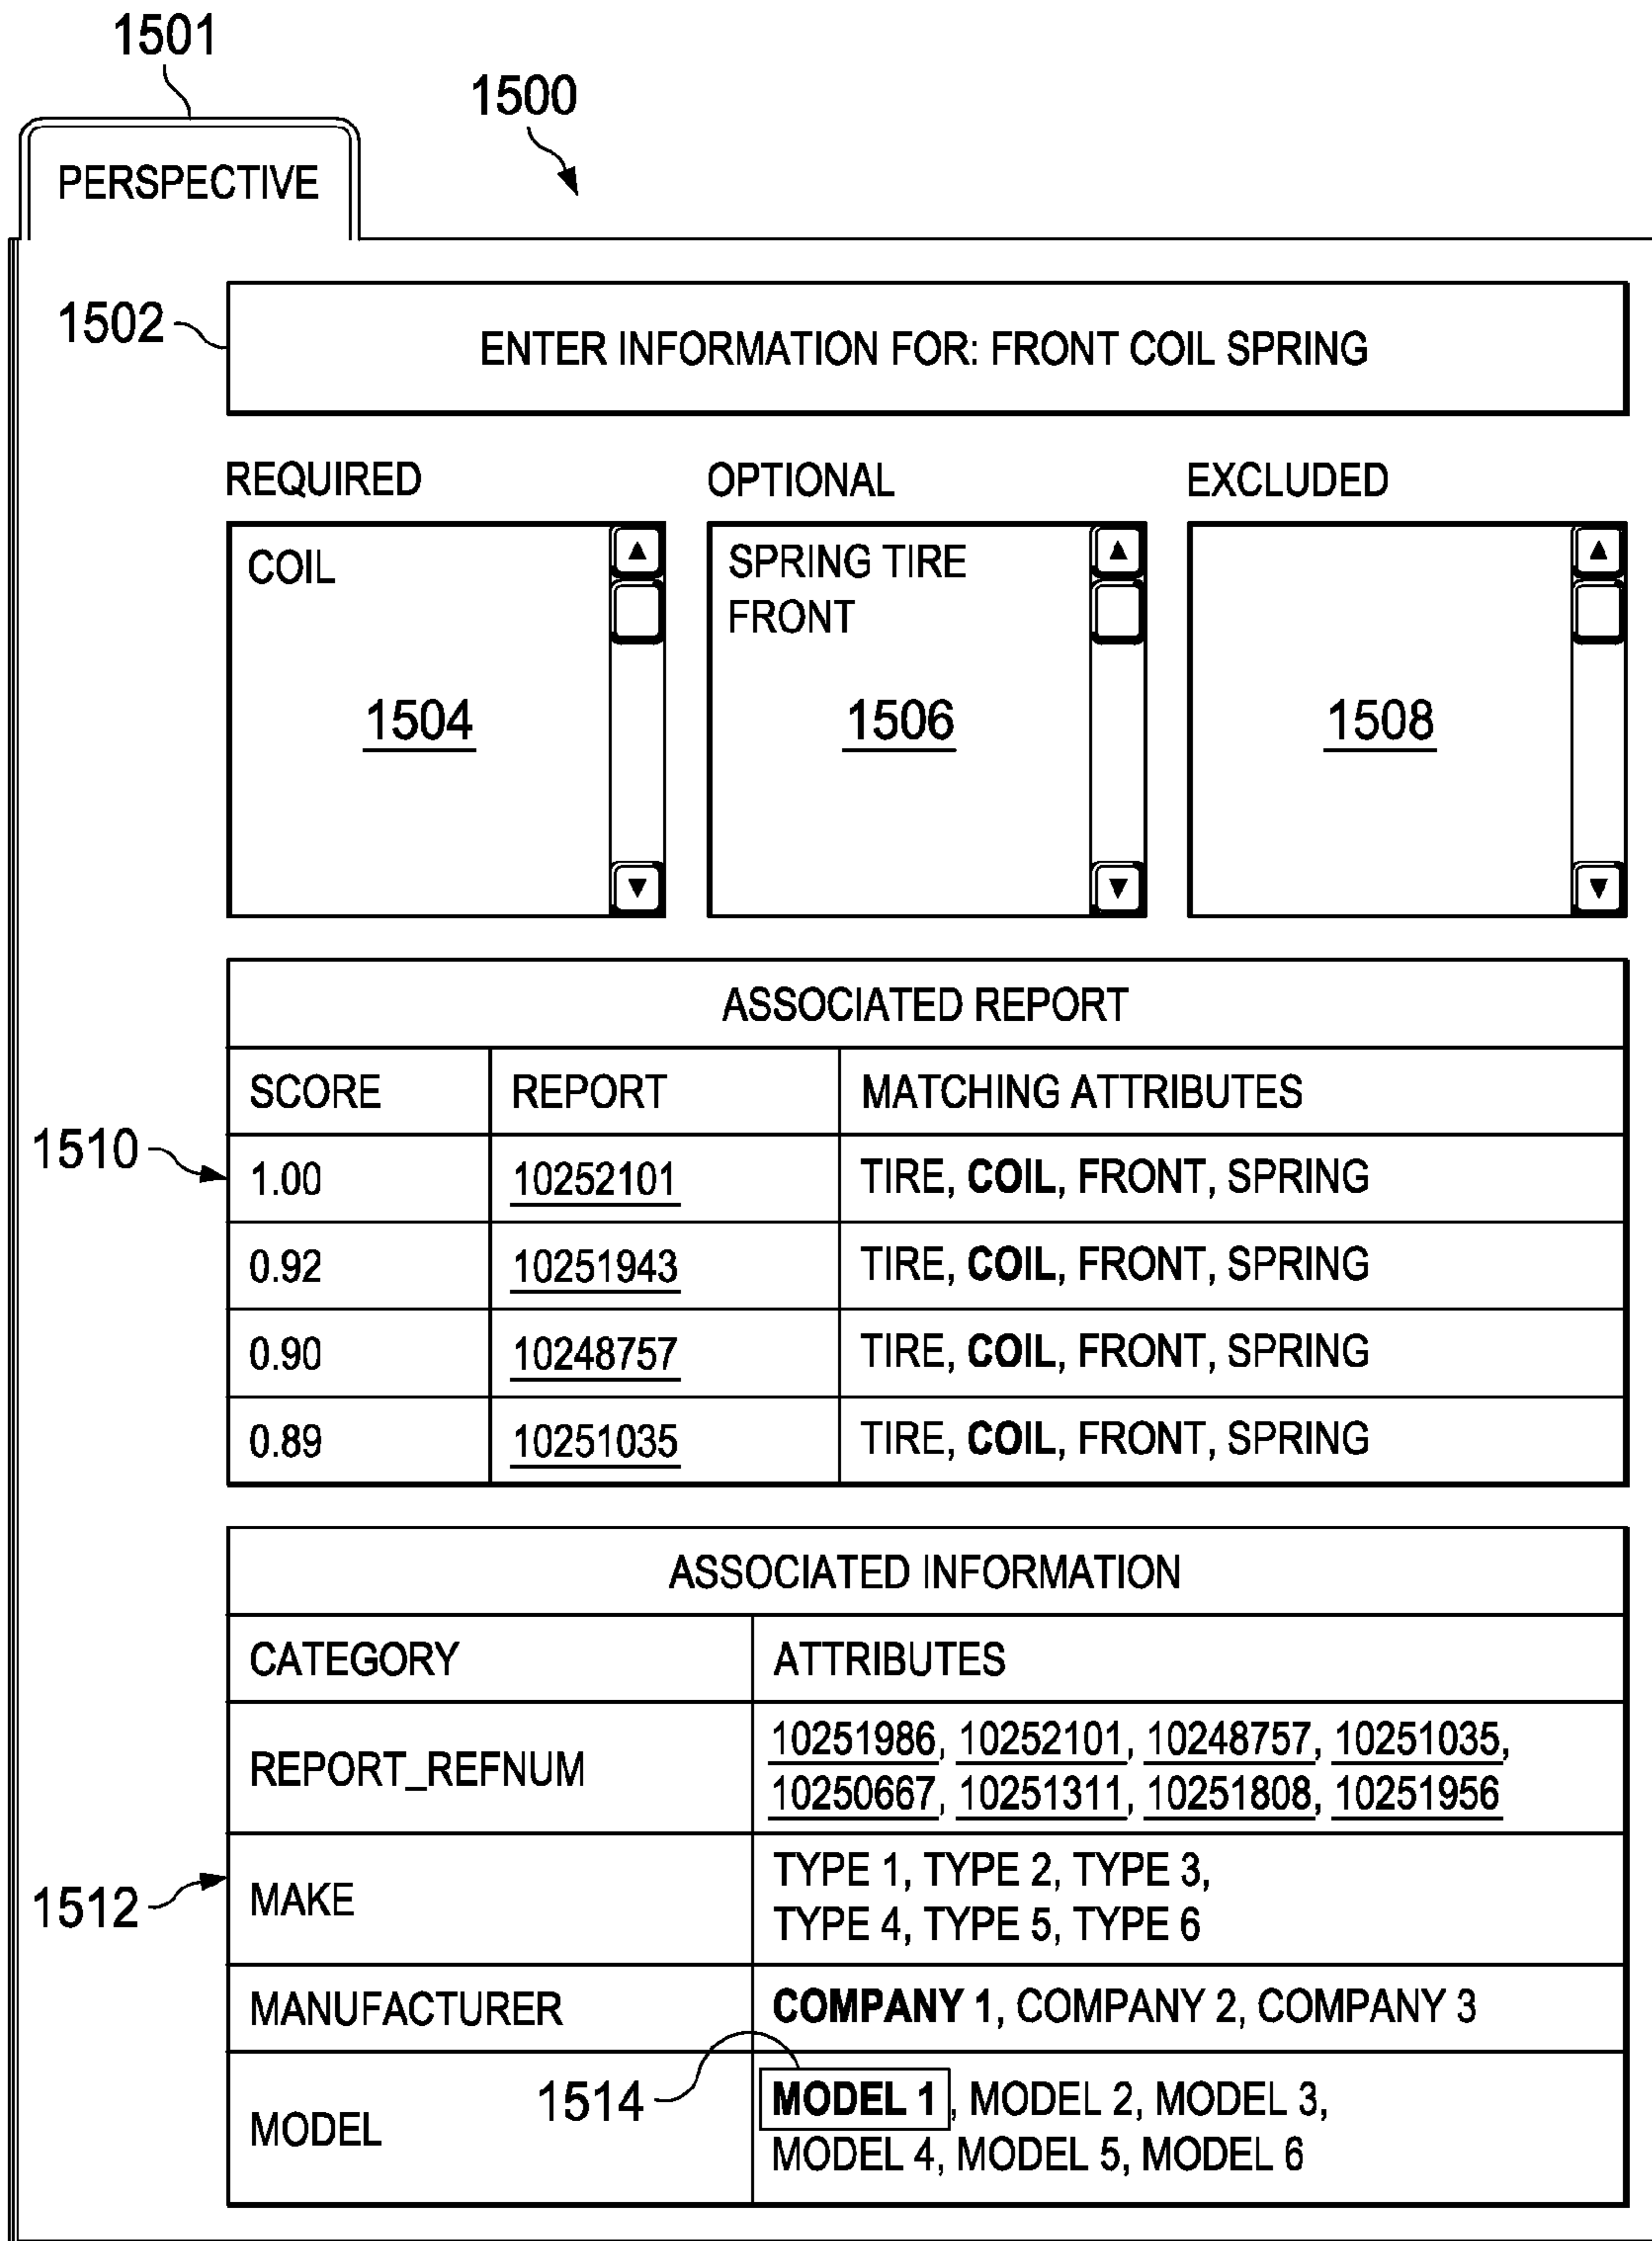 1501
1500
PERSPECTIVE
1502
ENTER INFORMATION FOR: FRONT COIL SPRING
REQUIRED
OPTIONAL
EXCLUDED
COIL
1504
SPRING TIRE
FRONT
1506
1508
ASSOCIATED REPORT
SCORE REPORT MATCHING ATTRIBUTES
1510
1.00 10252101 TIRE, COIL, FRONT, SPRING
0.92 10251943 TIRE, COIL, FRONT, SPRING
0.90 10248757 TIRE, COIL, FRONT, SPRING
0.89 10251035 TIRE, COIL, FRONT, SPRING
ASSOCIATED INFORMATION
CATEGORY ATTRIBUTES
REPORT_REFNUM
10251986, 10252101, 10248757, 10251035,
10250667, 10251311, 10251808, 10251956
1512
MAKE
TYPE 1, TYPE 2, TYPE 3,
TYPE 4, TYPE 5, TYPE 6
MANUFACTURER COMPANY 1, COMPANY 2, COMPANY 3
MODEL
1514
MODEL 1, MODEL 2, MODEL 3,
MODEL 4, MODEL 5, MODEL 6